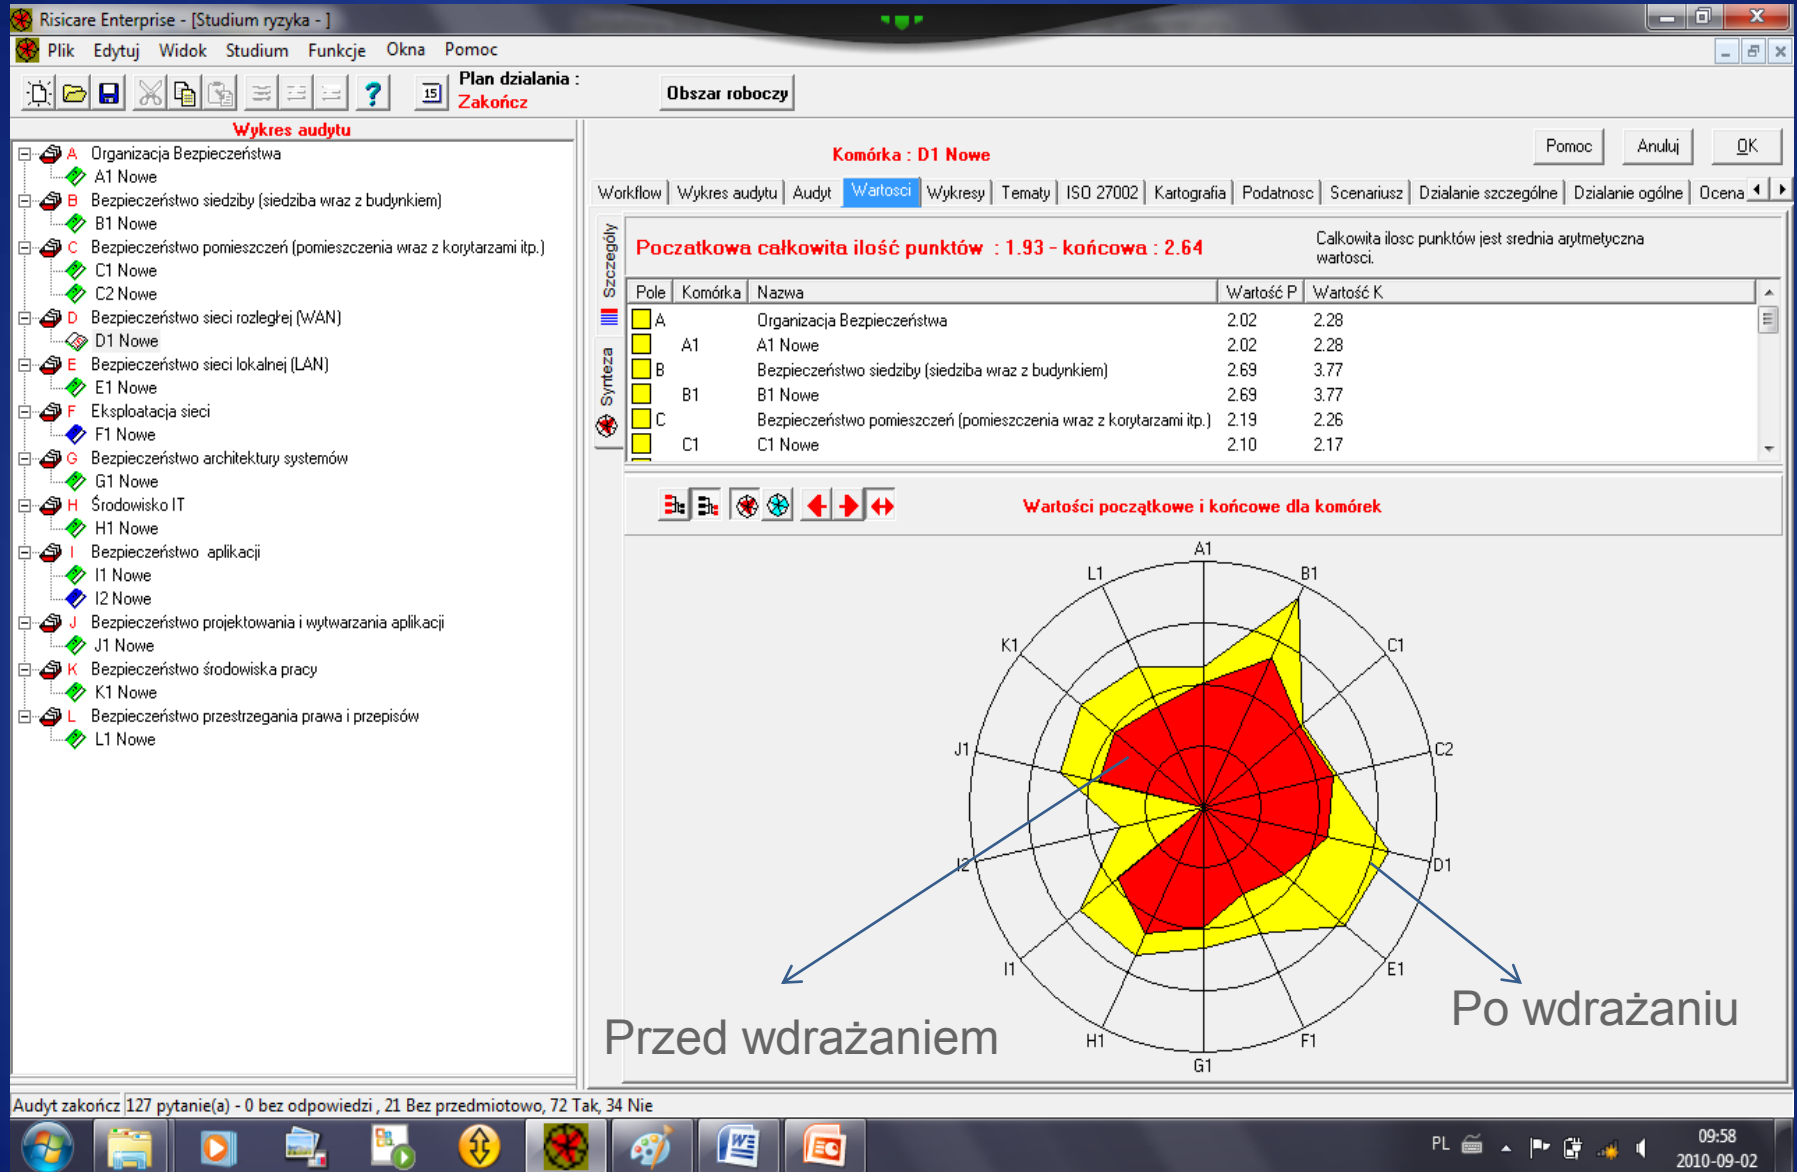 Risicare Enterprise - [Studium ryzyka - ]
Plik Edytuj Widok Studium Funkcje Okna Pomoc
15 Plan dzialania :
Zakończ
Obszar roboczy
Wykres audytu
A Organizacja Bezpieczeństwa
A1 Nowe
B Bezpieczeństwo siedziby (siedziba wraz z budynkiem)
B1 Nowe
C Bezpieczeństwo pomieszczeń (pomieszczenia wraz z korytarzami itp.)
C1 Nowe
C2 Nowe
D Bezpieczeństwo sieci rozległej (WAN)
D1 Nowe
E Bezpieczeństwo sieci lokalnej (LAN)
E1 Nowe
F Eksploatacja sieci
F1 Nowe
G Bezpieczeństwo architektury systemów
G1 Nowe
H Środowisko IT
H1 Nowe
I Bezpieczeństwo aplikacji
I1 Nowe
I2 Nowe
J Bezpieczeństwo projektowania i wytwarzania aplikacji
J1 Nowe
K Bezpieczeństwo środowiska pracy
K1 Nowe
L Bezpieczeństwo przestrzegania prawa i przepisów
L1 Nowe
Komórka : D1 Nowe
Pomoc Anuluj OK
Workflow Wykres audytu Audyt Wartosci Wykresy Tematy ISO 27002 Kartografia Podatnosc Scenariusz Dzialanie szczególne Dzialanie ogólne Ocena
Szczegóły
Synteza
Poczatkowa całkowita ilość punktów : 1.93 - końcowa : 2.64
Calkowita ilosc punktów jest srednia arytmetyczna
wartosci.
Pole Komórka Nazwa Wartość P Wartość K
A Organizacja Bezpieczeństwa 2.02 2.28
A1 A1 Nowe 2.02 2.28
B Bezpieczeństwo siedziby (siedziba wraz z budynkiem) 2.69 3.77
B1 B1 Nowe 2.69 3.77
C Bezpieczeństwo pomieszczeń (pomieszczenia wraz z korytarzami itp.) 2.19 2.26
C1 C1 Nowe 2.10 2.17
Wartości początkowe i końcowe dla komórek
A1
B1
C1
C2
D1
E1
F1
G1
H1
I1
I2
J1
K1
L1
Przed wdrażaniem
Po wdrażaniu
Audyt zakończ 127 pytanie(a) - 0 bez odpowiedzi , 21 Bez przedmiotowo, 72 Tak, 34 Nie
PL
09:58
2010-09-02